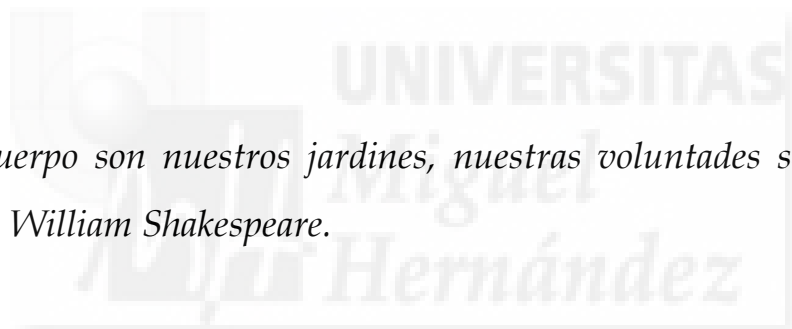 UNIVERSITAS
Miguel
Hernández
uerpo son nuestros jardines, nuestras voluntades s
William Shakespeare.